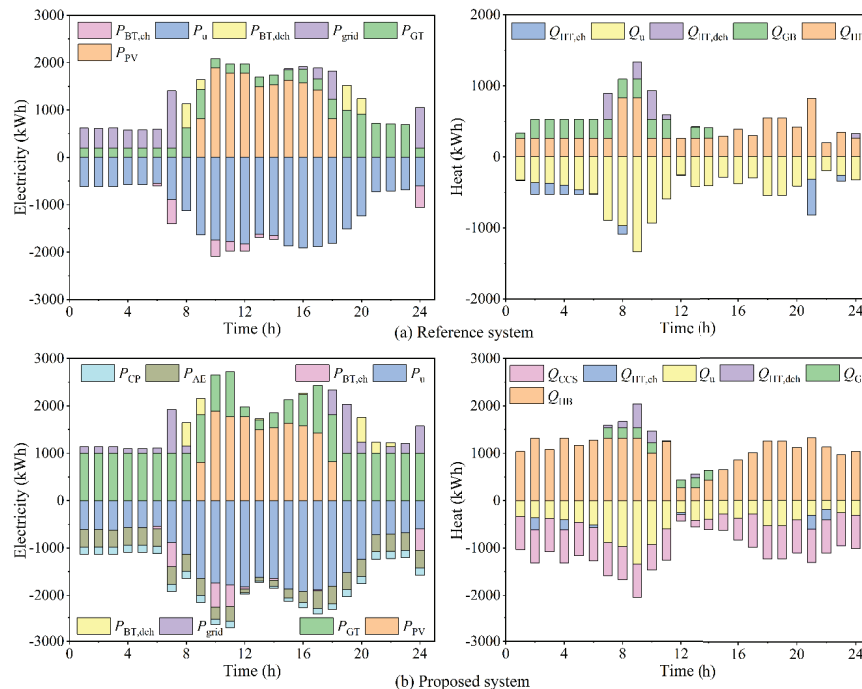 P_BT,ch P_u P_BT,dch P_grid P_GT
P_PV
Electricity (kWh)
3000
2000
1000
0
-1000
-2000
-3000
0 4 8 12 16 20 24
Time (h)
Q_HT,ch Q_u Q_HT,dch Q_GB Q_HB
Heat (kWh)
2000
1000
0
-1000
-2000
0 4 8 12 16 20 24
Time (h)
(a) Reference system
P_CP P_AE P_BT,ch P_u
Electricity (kWh)
3000
2000
1000
0
-1000
-2000
-3000
P_BT,dch P_grid P_GT P_PV
0 4 8 12 16 20 24
Time (h)
Q_CCS Q_HT,ch Q_u Q_HT,dch Q_G
Q_HB
Heat (kWh)
3000
2000
1000
0
-1000
-2000
-3000
0 4 8 12 16 20 24
Time (h)
(b) Proposed system